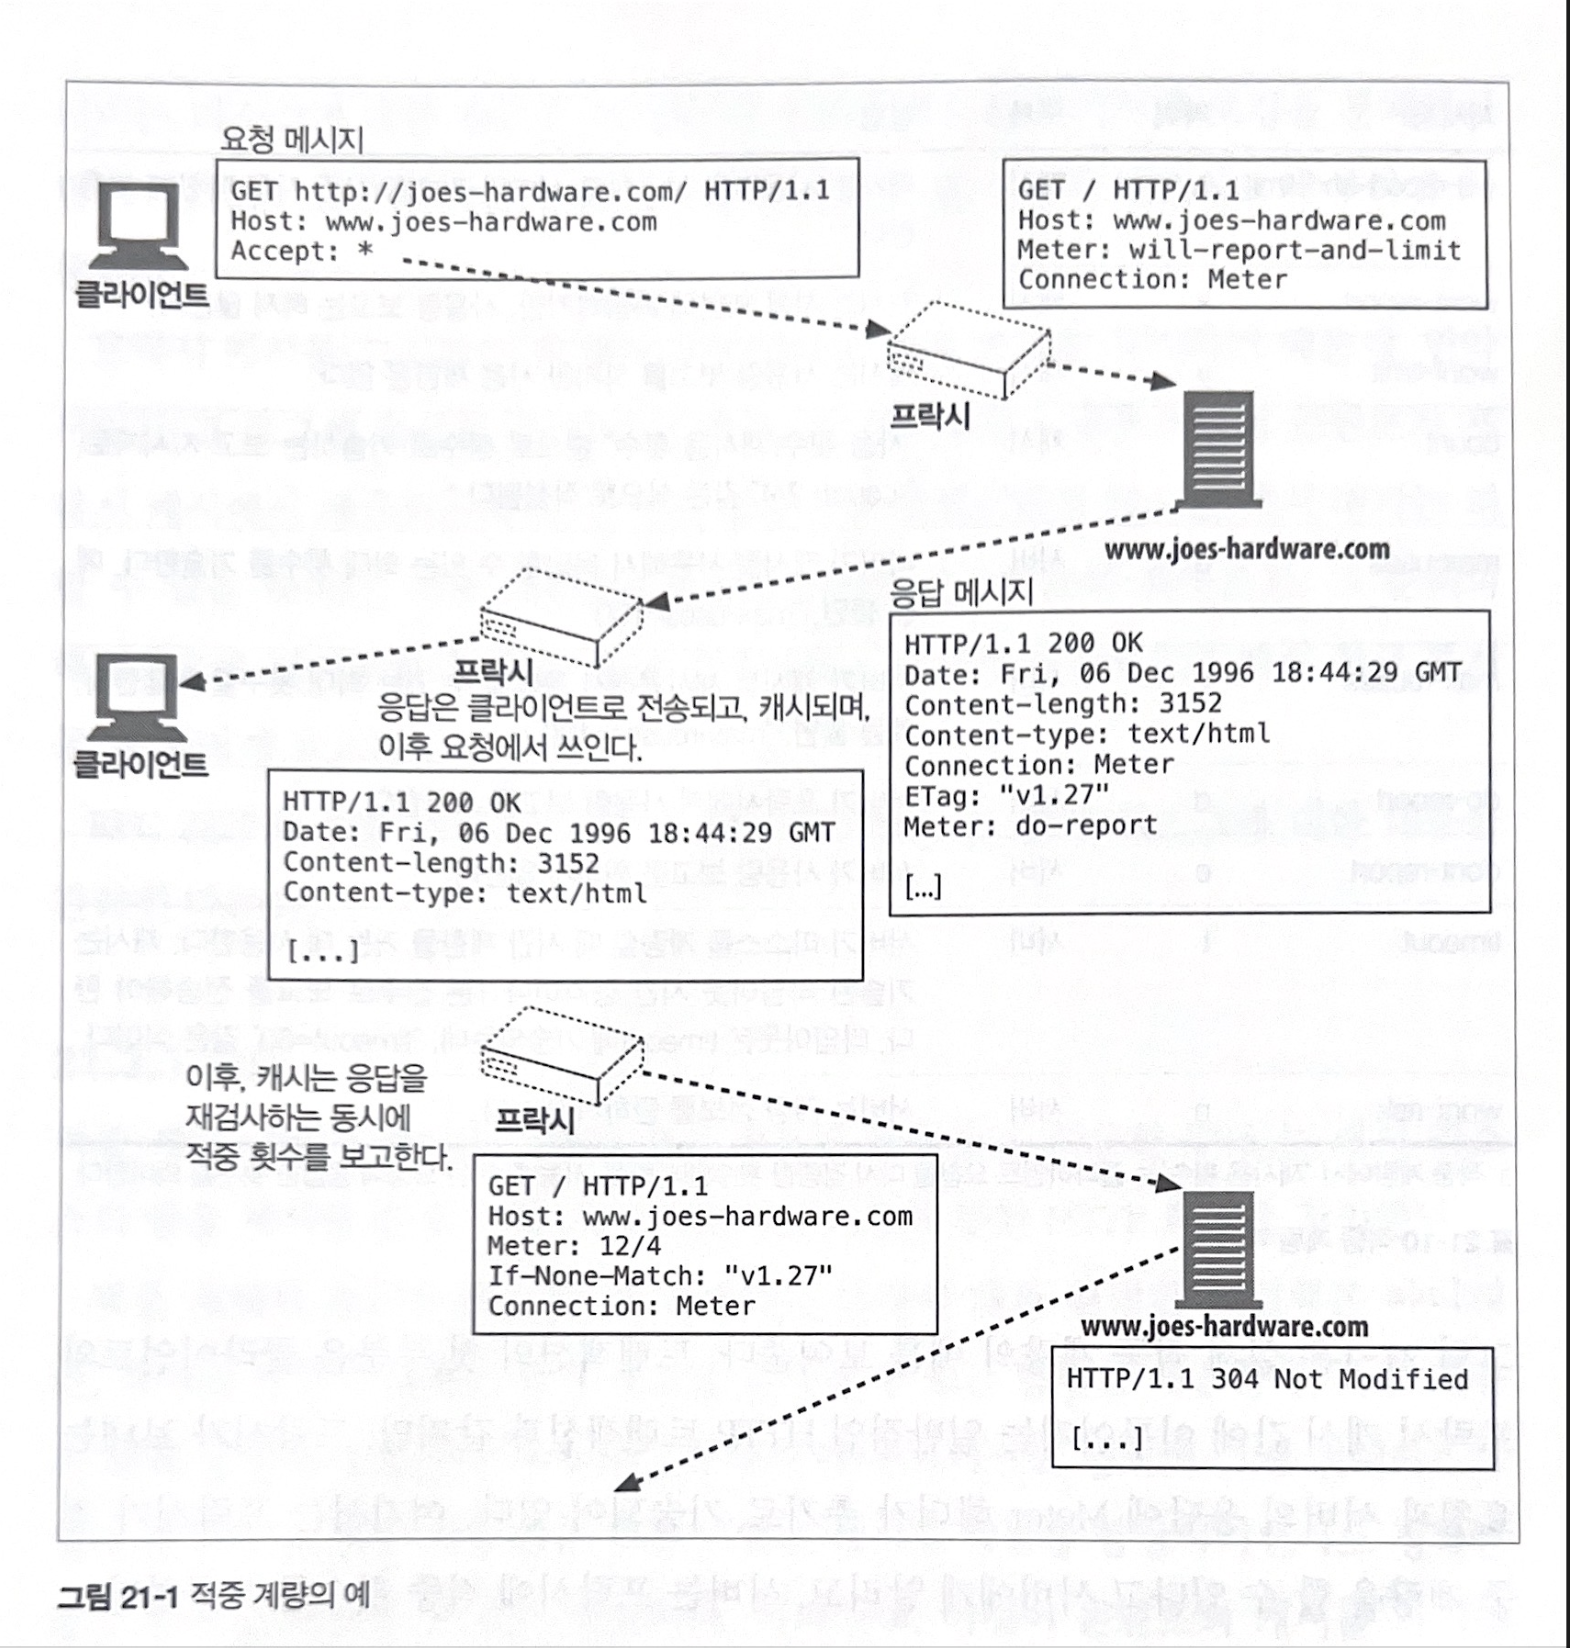 요청 메시지
GET http://joes-hardware.com/ HTTP/1.1
Host: www.joes-hardware.com
Accept: *
클라이언트
GET / HTTP/1.1
Host: www.joes-hardware.com
Meter: will-report-and-limit
Connection: Meter
프락시
www.joes-hardware.com
응답 메시지
HTTP/1.1 200 OK
Date: Fri, 06 Dec 1996 18:44:29 GMT
Content-length: 3152
Content-type: text/html
Connection: Meter
ETag: "v1.27"
Meter: do-report
[...]
프락시
클라이언트
응답은 클라이언트로 전송되고, 캐시되며,
이후 요청에서 쓰인다.
HTTP/1.1 200 OK
Date: Fri, 06 Dec 1996 18:44:29 GMT
Content-length: 3152
Content-type: text/html
[...]
이후, 캐시는 응답을
재검사하는 동시에
적중 횟수를 보고한다.
프락시
GET / HTTP/1.1
Host: www.joes-hardware.com
Meter: 12/4
If-None-Match: "v1.27"
Connection: Meter
www.joes-hardware.com
HTTP/1.1 304 Not Modified
[...]
그림 21-1 적중 계량의 예